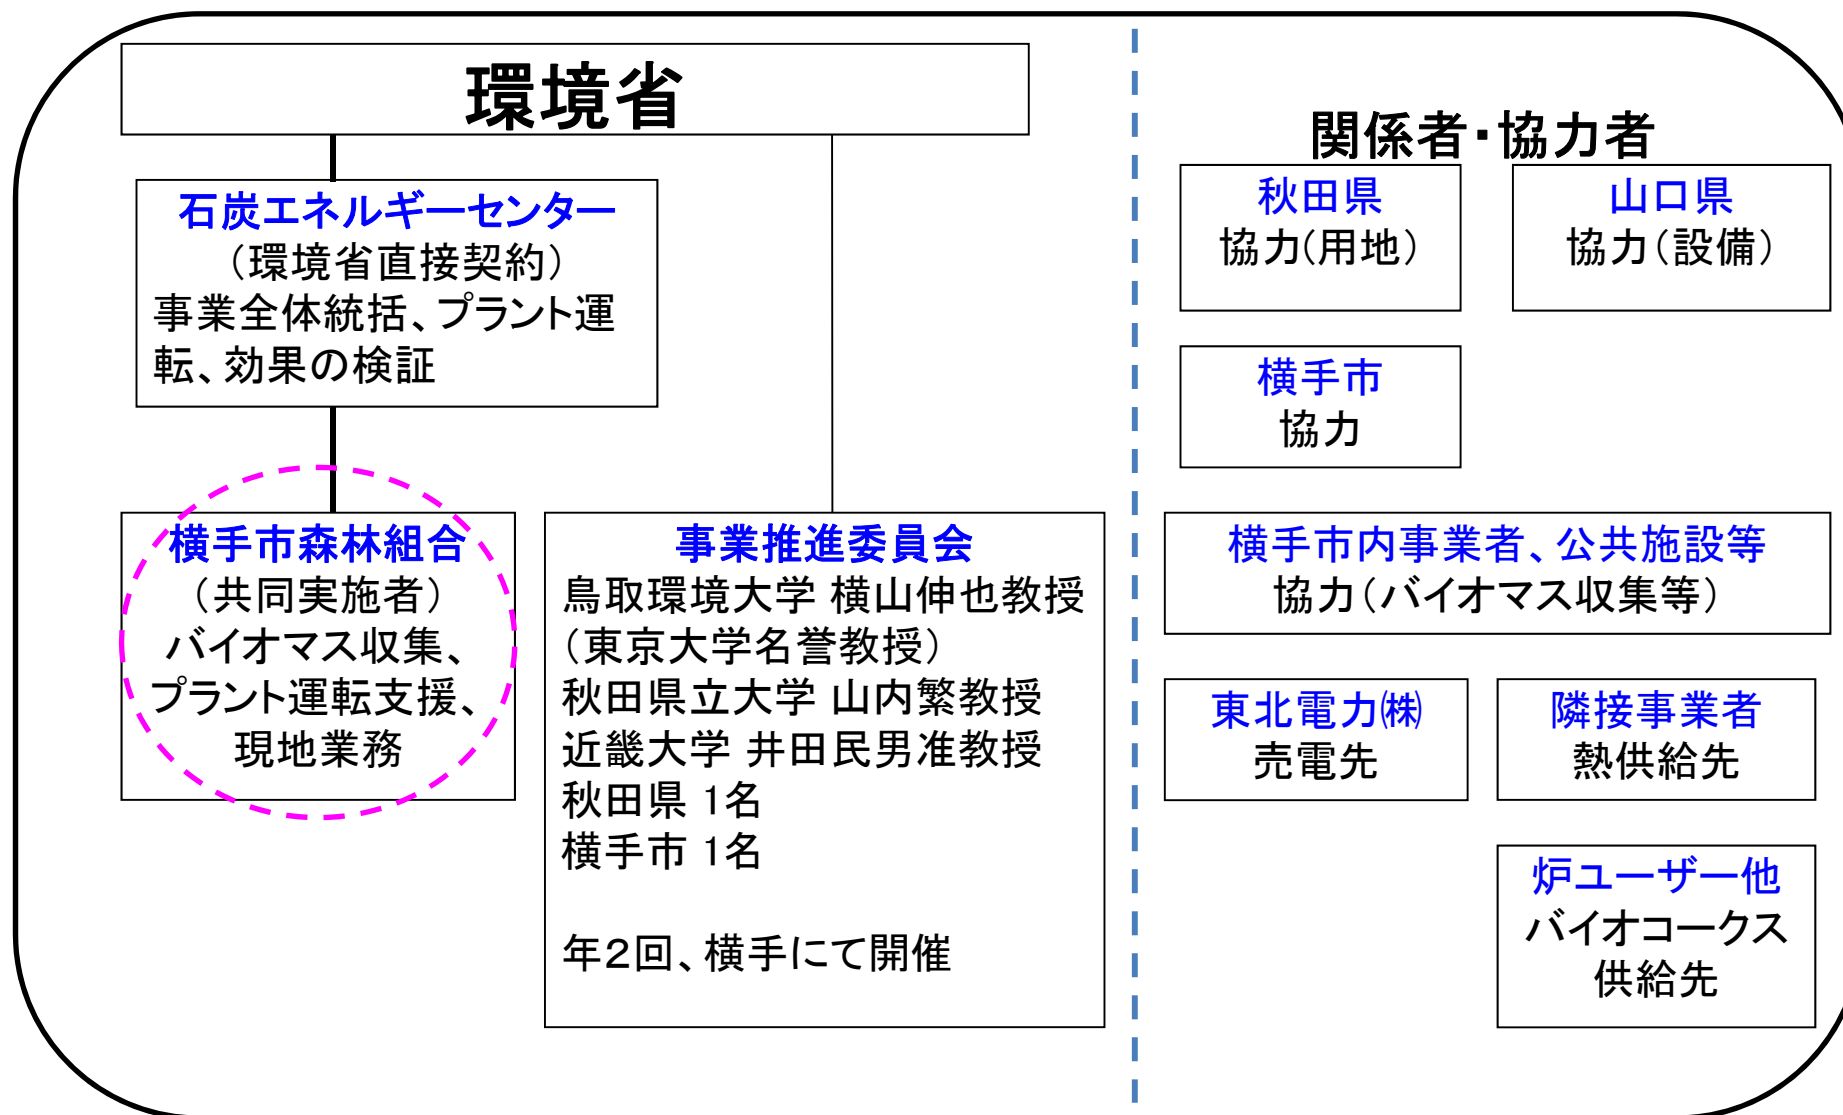 環境省
石炭エネルギーセンター
（環境省直接契約）
事業全体統括、プラント運
転、効果の検証
横手市森林組合
（共同実施者）
バイオマス収集、
プラント運転支援、
現地業務
事業推進委員会
鳥取環境大学 横山伸也教授
（東京大学名誉教授）
秋田県立大学 山内繁教授
近畿大学 井田民男准教授
秋田県 1名
横手市 1名
年２回、横手にて開催
関係者・協力者
秋田県
協力（用地）
山口県
協力（設備）
横手市
協力
横手市内事業者、公共施設等
協力（バイオマス収集等）
東北電力㈱
売電先
隣接事業者
熱供給先
炉ユーザー他
バイオコークス
供給先